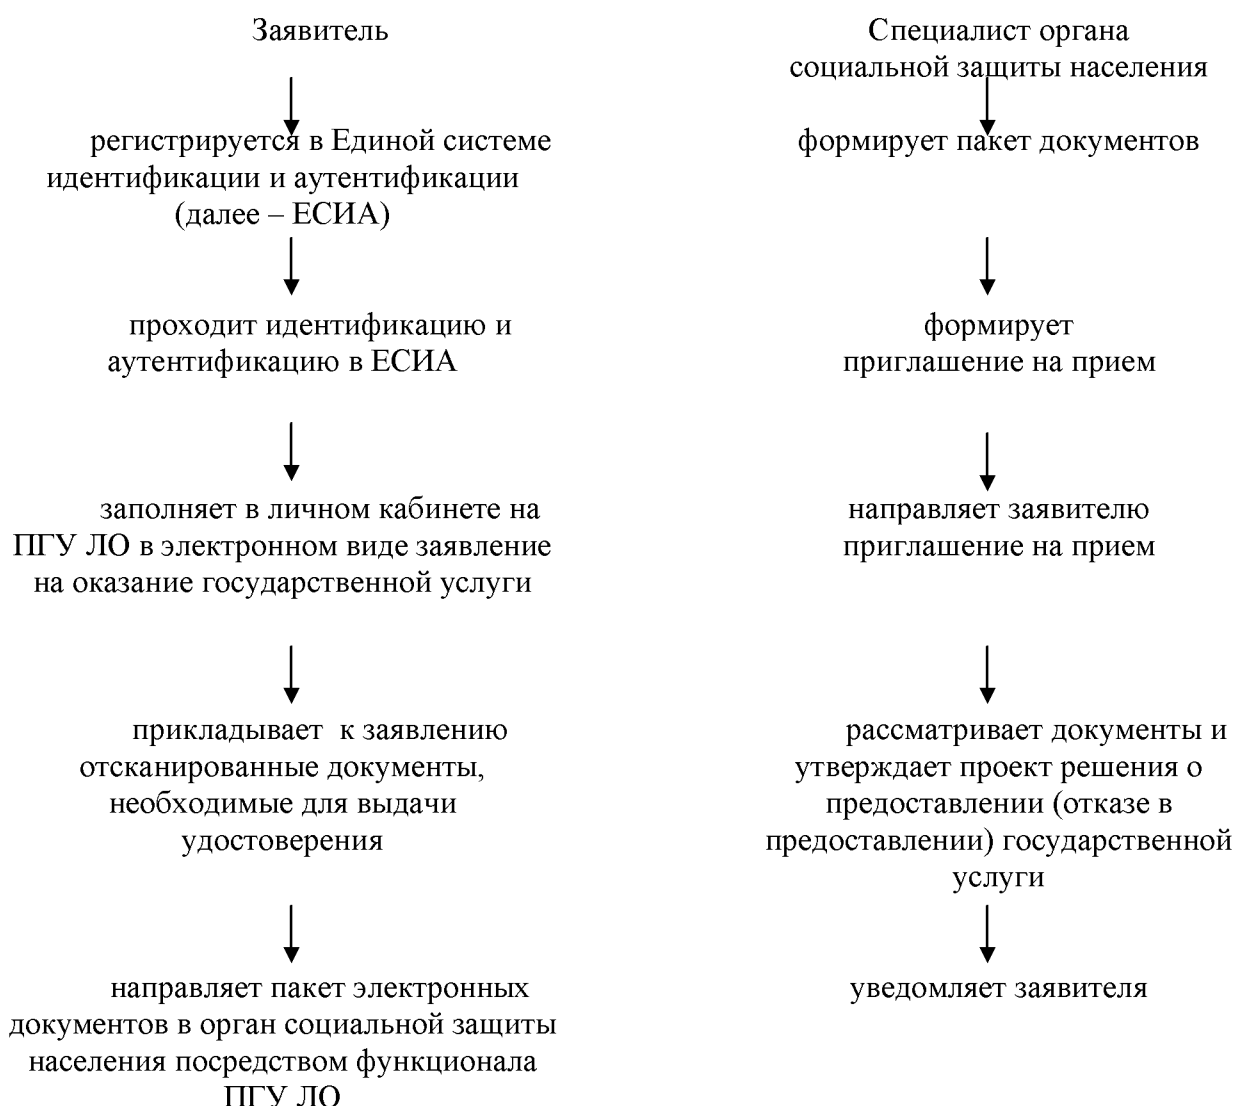 Заявитель
регистрируется в Единой системе
идентификации и аутентификации
(далее – ЕСИА)
проходит идентификацию и
аутентификацию в ЕСИА
заполняет в личном кабинете на
ПГУ ЛО в электронном виде заявление
на оказание государственной услуги
прикладывает к заявлению
отсканированные документы,
необходимые для выдачи
удостоверения
направляет пакет электронных
документов в орган социальной защиты
населения посредством функционала
ПГУ ЛО
Специалист органа
социальной защиты населения
формирует пакет документов
формирует
приглашение на прием
направляет заявителю
приглашение на прием
рассматривает документы и
утверждает проект решения о
предоставлении (отказе в
предоставлении) государственной
услуги
уведомляет заявителя